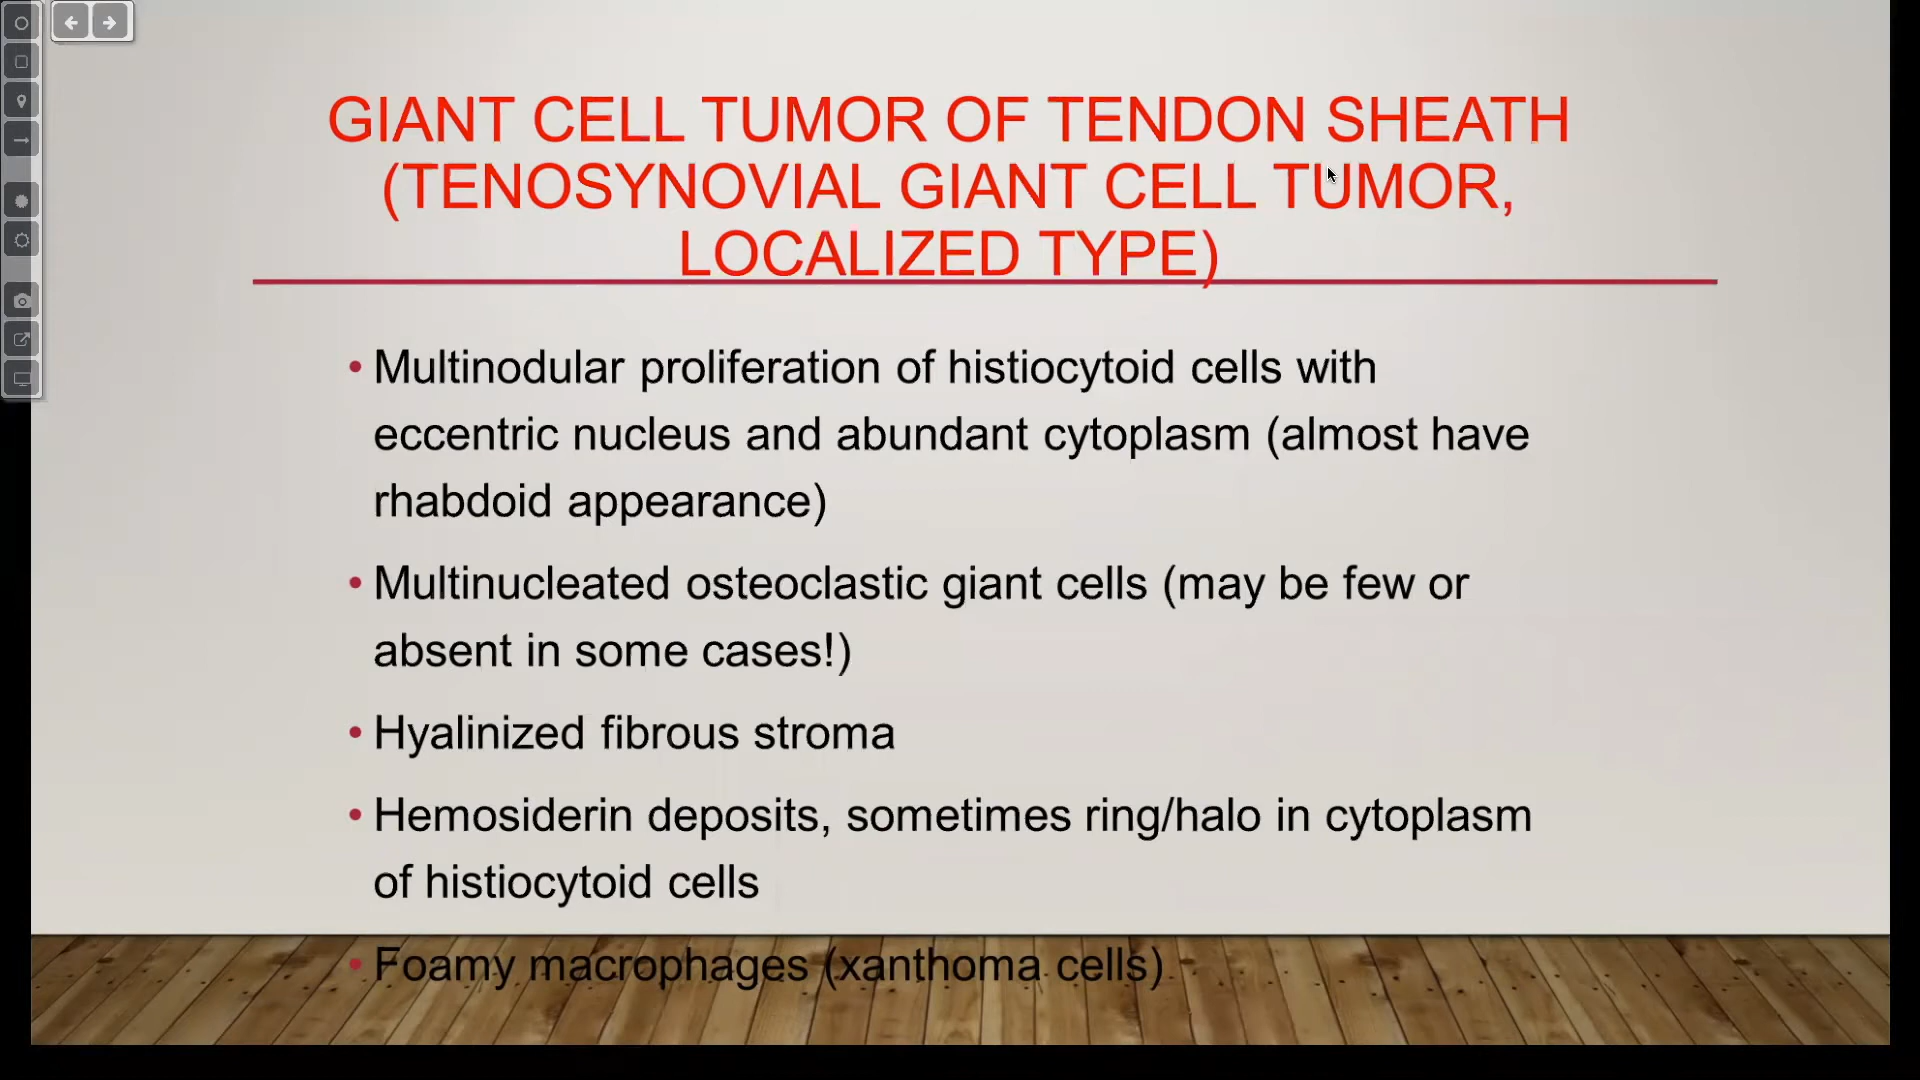 GIANT CELL TUMOR OF TENDON SHEATH
(TENOSYNOVIAL GIANT CELL TUMOR,
LOCALIZED TYPE)
• Multinodular proliferation of histiocytoid cells with
eccentric nucleus and abundant cytoplasm (almost have
rhabdoid appearance)
• Multinucleated osteoclastic giant cells (may be few or
absent in some cases!)
• Hyalinized fibrous stroma
• Hemosiderin deposits, sometimes ring/halo in cytoplasm
of histiocytoid cells
• Foamy macrophages (xanthoma cells)